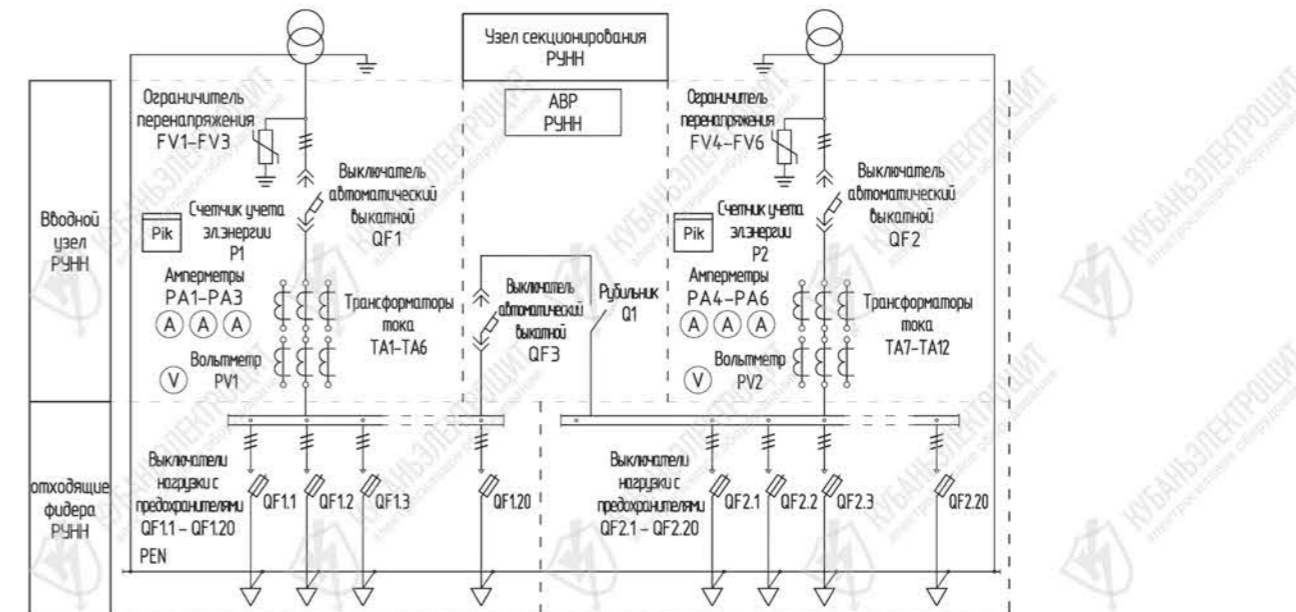 Узел секционирования
РУНН
АВР
РУНН
Вводной
узел
РУНН
Ограничитель
перенапряжения
FV1-FV3
Выключатель
автоматический
выкатной
QF1
Pik
Счетчик учета
эл.энергии
P1
Амперметры
PA1-PA3
A A A
Трансформаторы
тока
TA1-TA6
Вольтметр
PV1
V
Выключатель
автоматический
выкатной
QF3
Рубильник
Q1
Ограничитель
перенапряжения
FV4-FV6
Выключатель
автоматический
выкатной
QF2
Pik
Счетчик учета
эл.энергии
P2
Амперметры
PA4-PA6
A A A
Трансформаторы
тока
TA7-TA12
Вольтметр
PV2
V
отходящие
фидера
РУНН
Выключатели
нагрузки с
предохранителями
QF1.1 - QF1.20
PEN
QF1.1 QF1.2 QF1.3 QF1.20
Выключатели
нагрузки с
предохранителями
QF2.1 - QF2.20
QF2.1 QF2.2 QF2.3 QF2.20
КУБАНЬЭЛЕКТРОЩИТ
электрощитовое оборудование